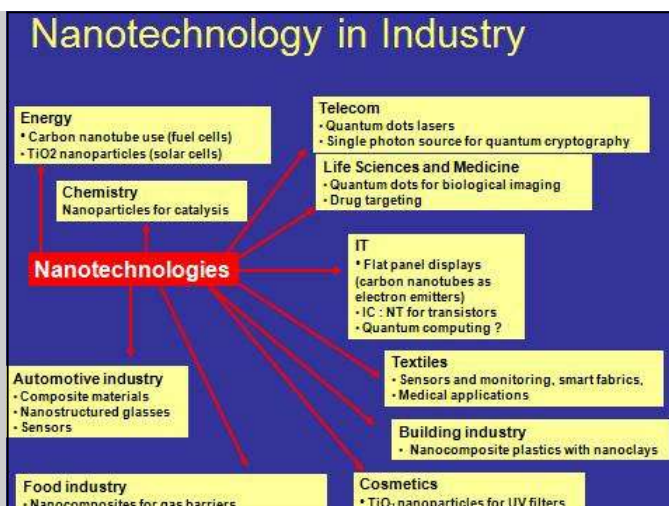 Nanotechnology in Industry
Energy
• Carbon nanotube use (fuel cells)
• TiO2 nanoparticles (solar cells)
Telecom
• Quantum dots lasers
• Single photon source for quantum cryptography
Chemistry
Nanoparticles for catalysis
Life Sciences and Medicine
• Quantum dots for biological imaging
• Drug targeting
Nanotechnologies
IT
• Flat panel displays
(carbon nanotubes as
electron emitters)
• IC : NT for transistors
• Quantum computing ?
Textiles
• Sensors and monitoring, smart fabrics,
• Medical applications
Automotive industry
• Composite materials
• Nanostructured glasses
• Sensors
Building industry
• Nanocomposite plastics with nanoclays
Food industry
• Nanocomposites for gas barriers
Cosmetics
• TiO₂ nanoparticles for UV filters